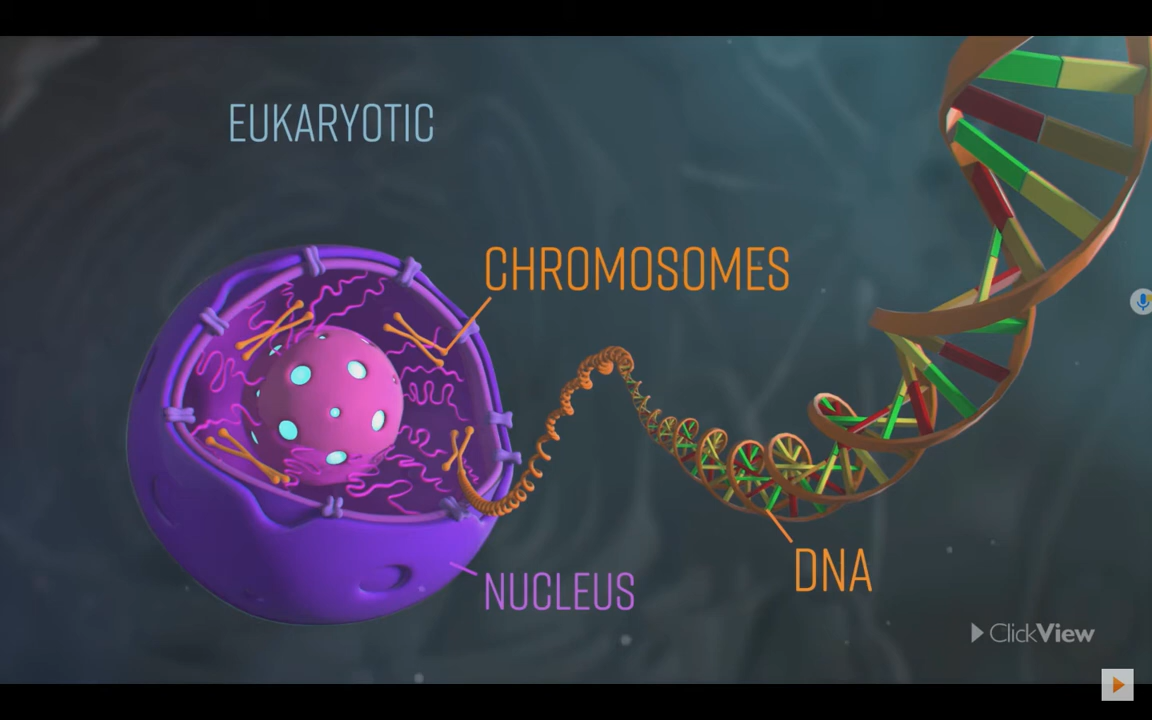 EUKARYOTIC
CHROMOSOMES
NUCLEUS
DNA
ClickView